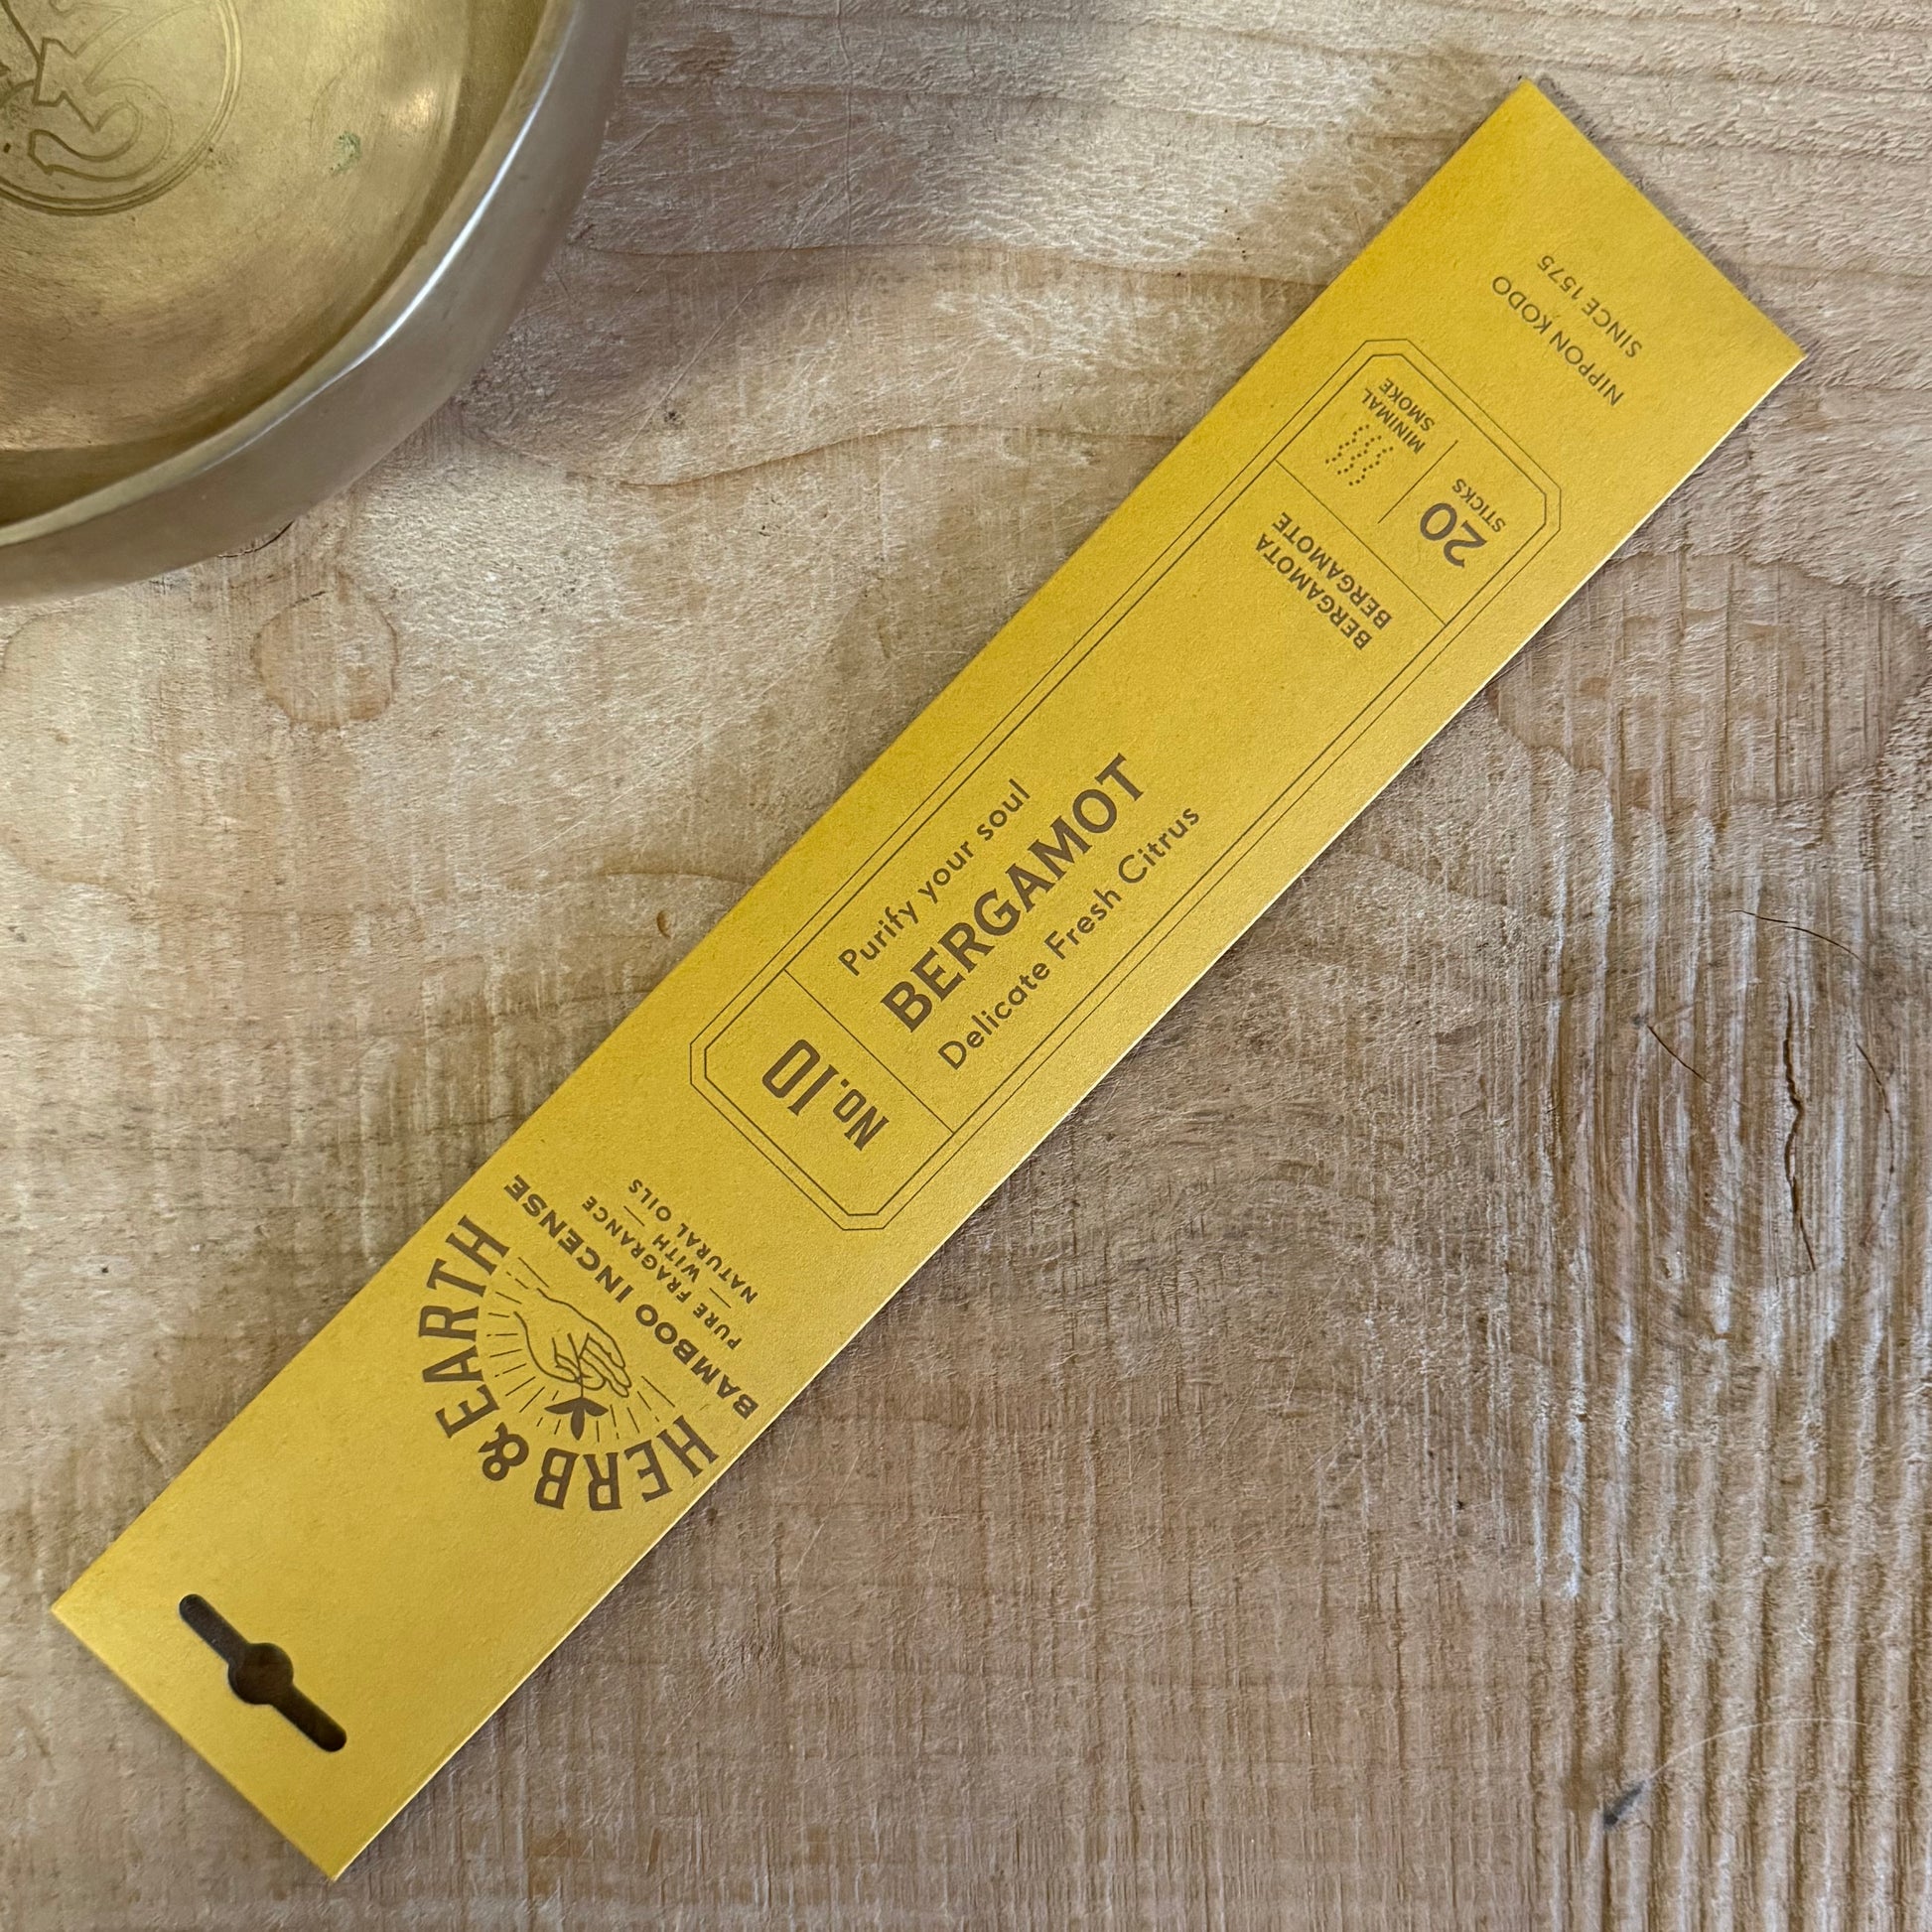 HERB & EARTH
BAMBOO INCENSE
PURE FRAGRANCE
WITH
NATURAL OILS
No.10
Purify your soul
BERGAMOT
Delicate Fresh Citrus
BERGAMOTA
BERGAMOTE
20
STICKS
MINIMAL
SMOKE
NIPPON KODO
SINCE 1575